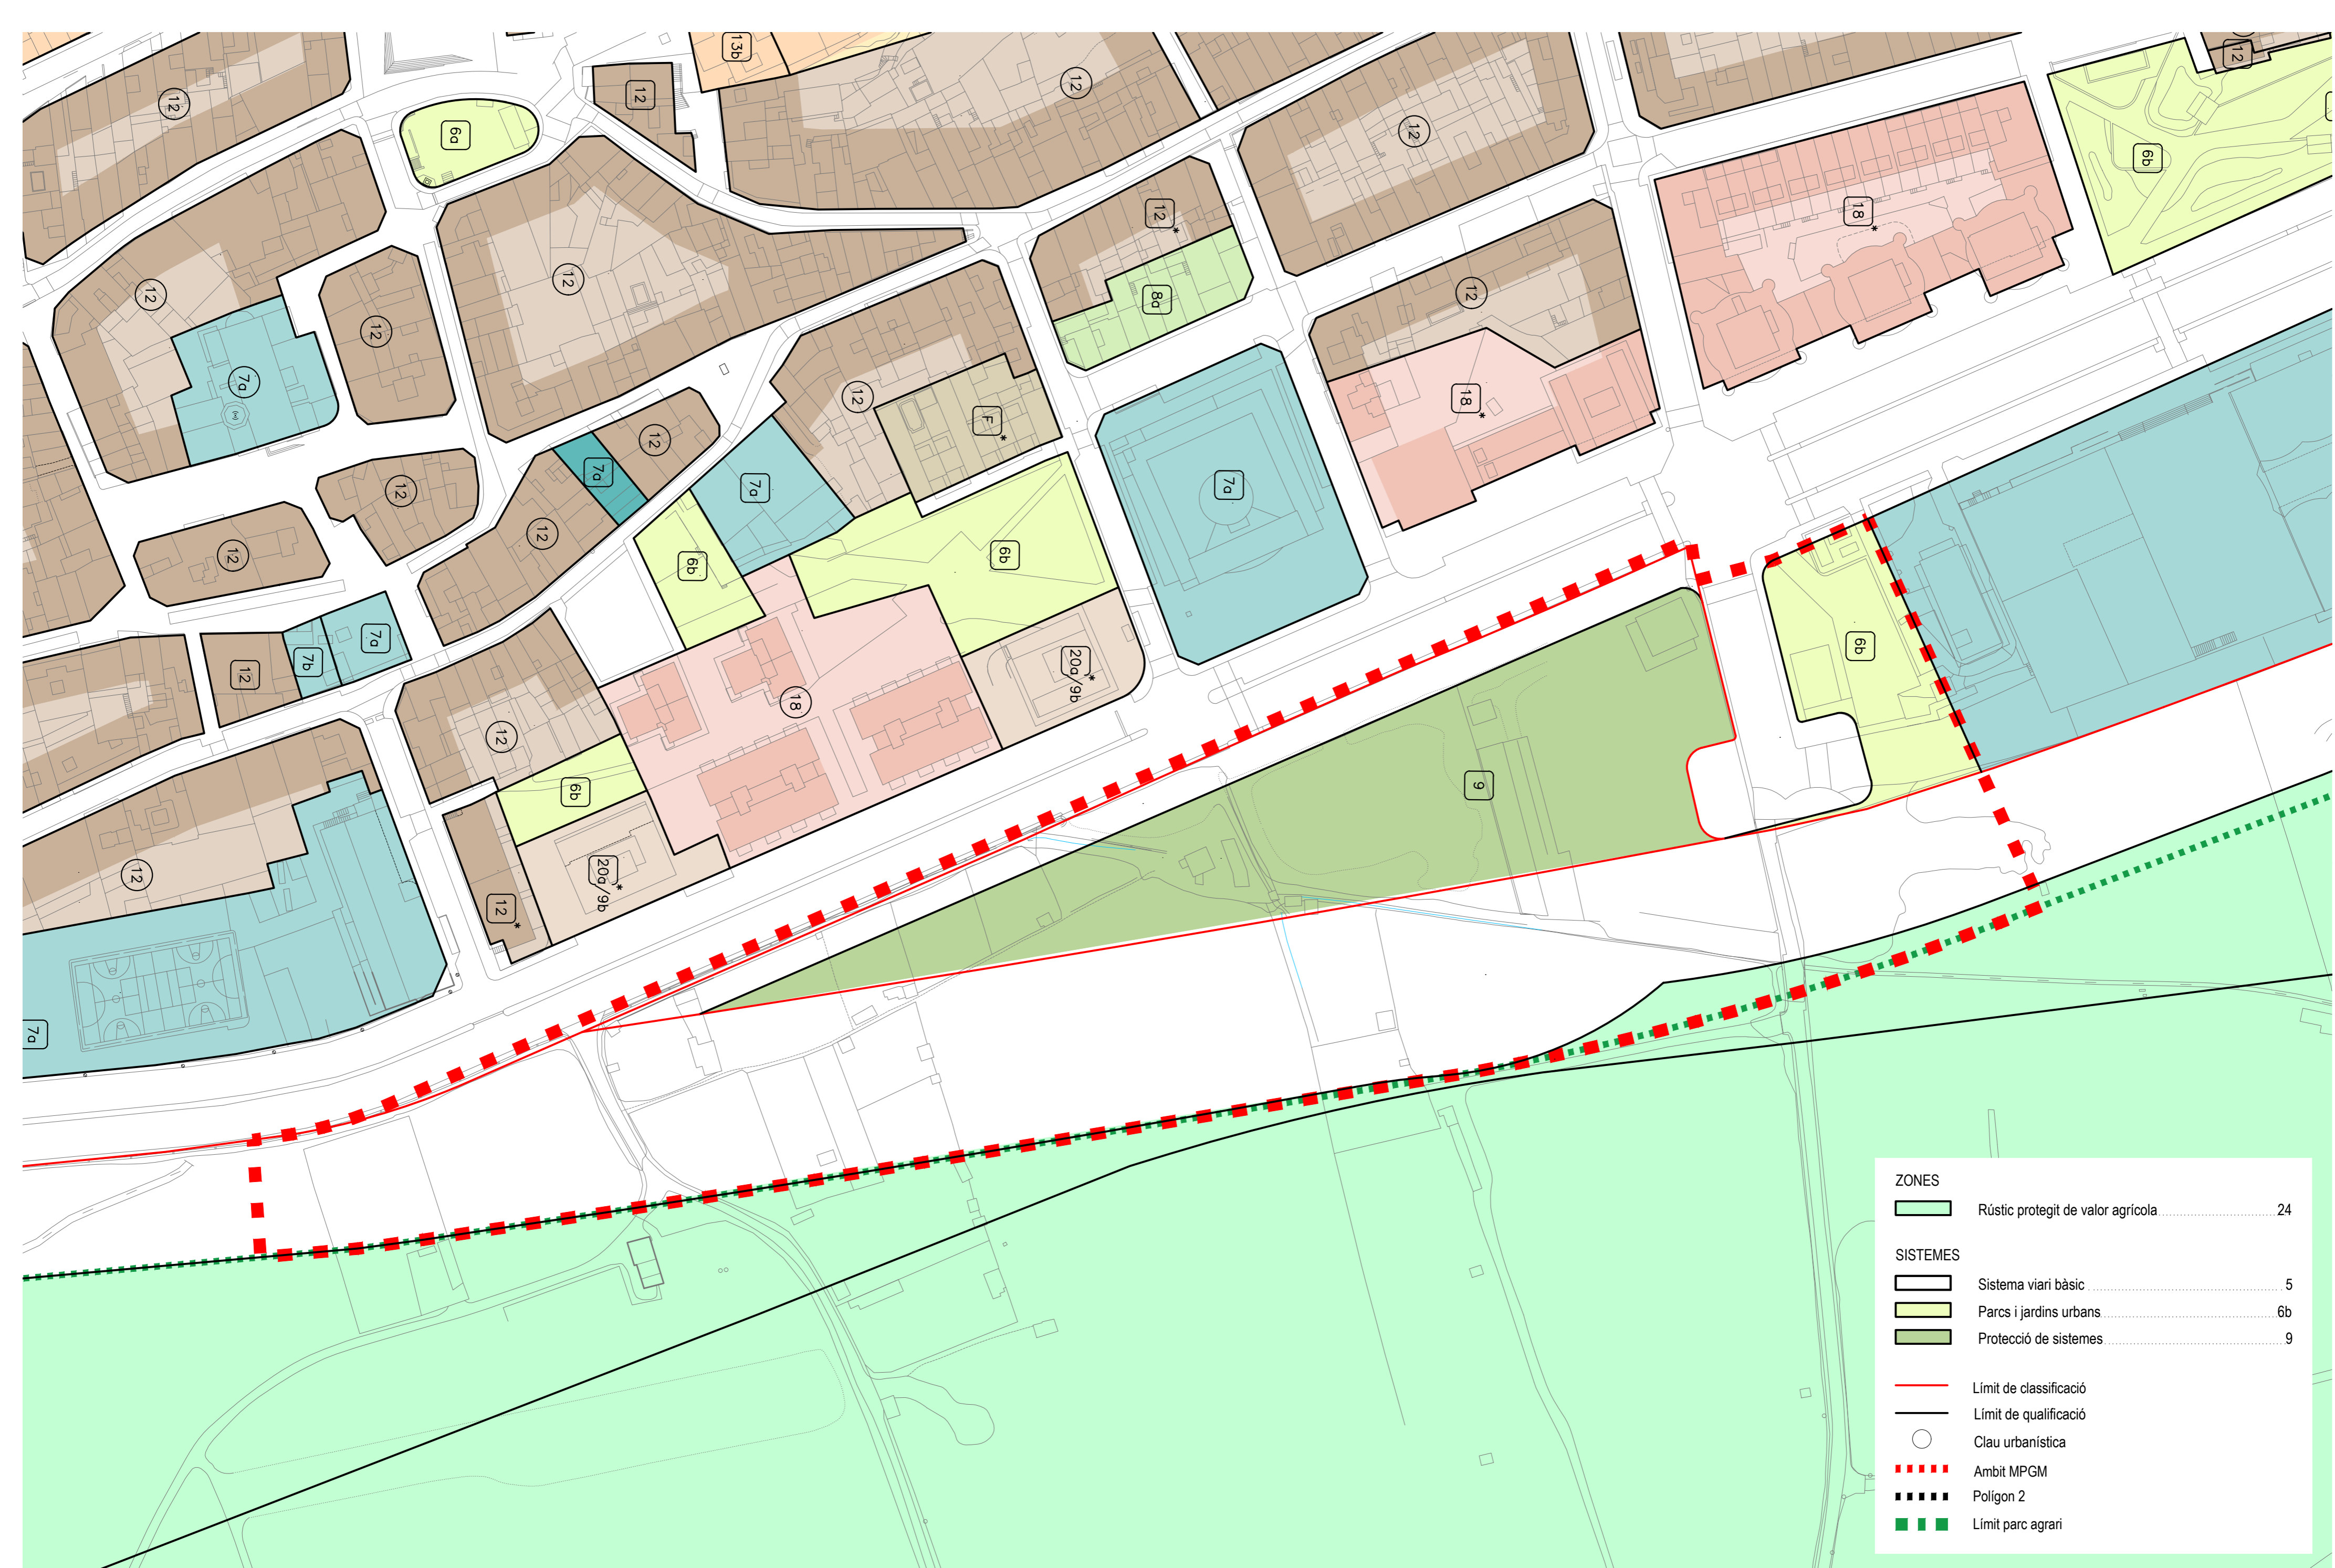 13b
12
12
12
12
12
6a
6b
12*
18*
12
12
8a
12
12
7a
12
F*
18*
7a
12
7a
7a
12
12
12
6b
6b
6b
7a
7b
12
20a/9b*
18
12
9
6b
12
20a/9b*
12*
7a
ZONES
Rústic protegit de valor agrícola 24
SISTEMES
Sistema viari bàsic 5
Parcs i jardins urbans 6b
Protecció de sistemes 9
Límit de classificació
Límit de qualificació
Clau urbanística
Ambit MPGM
Polígon 2
Límit parc agrari